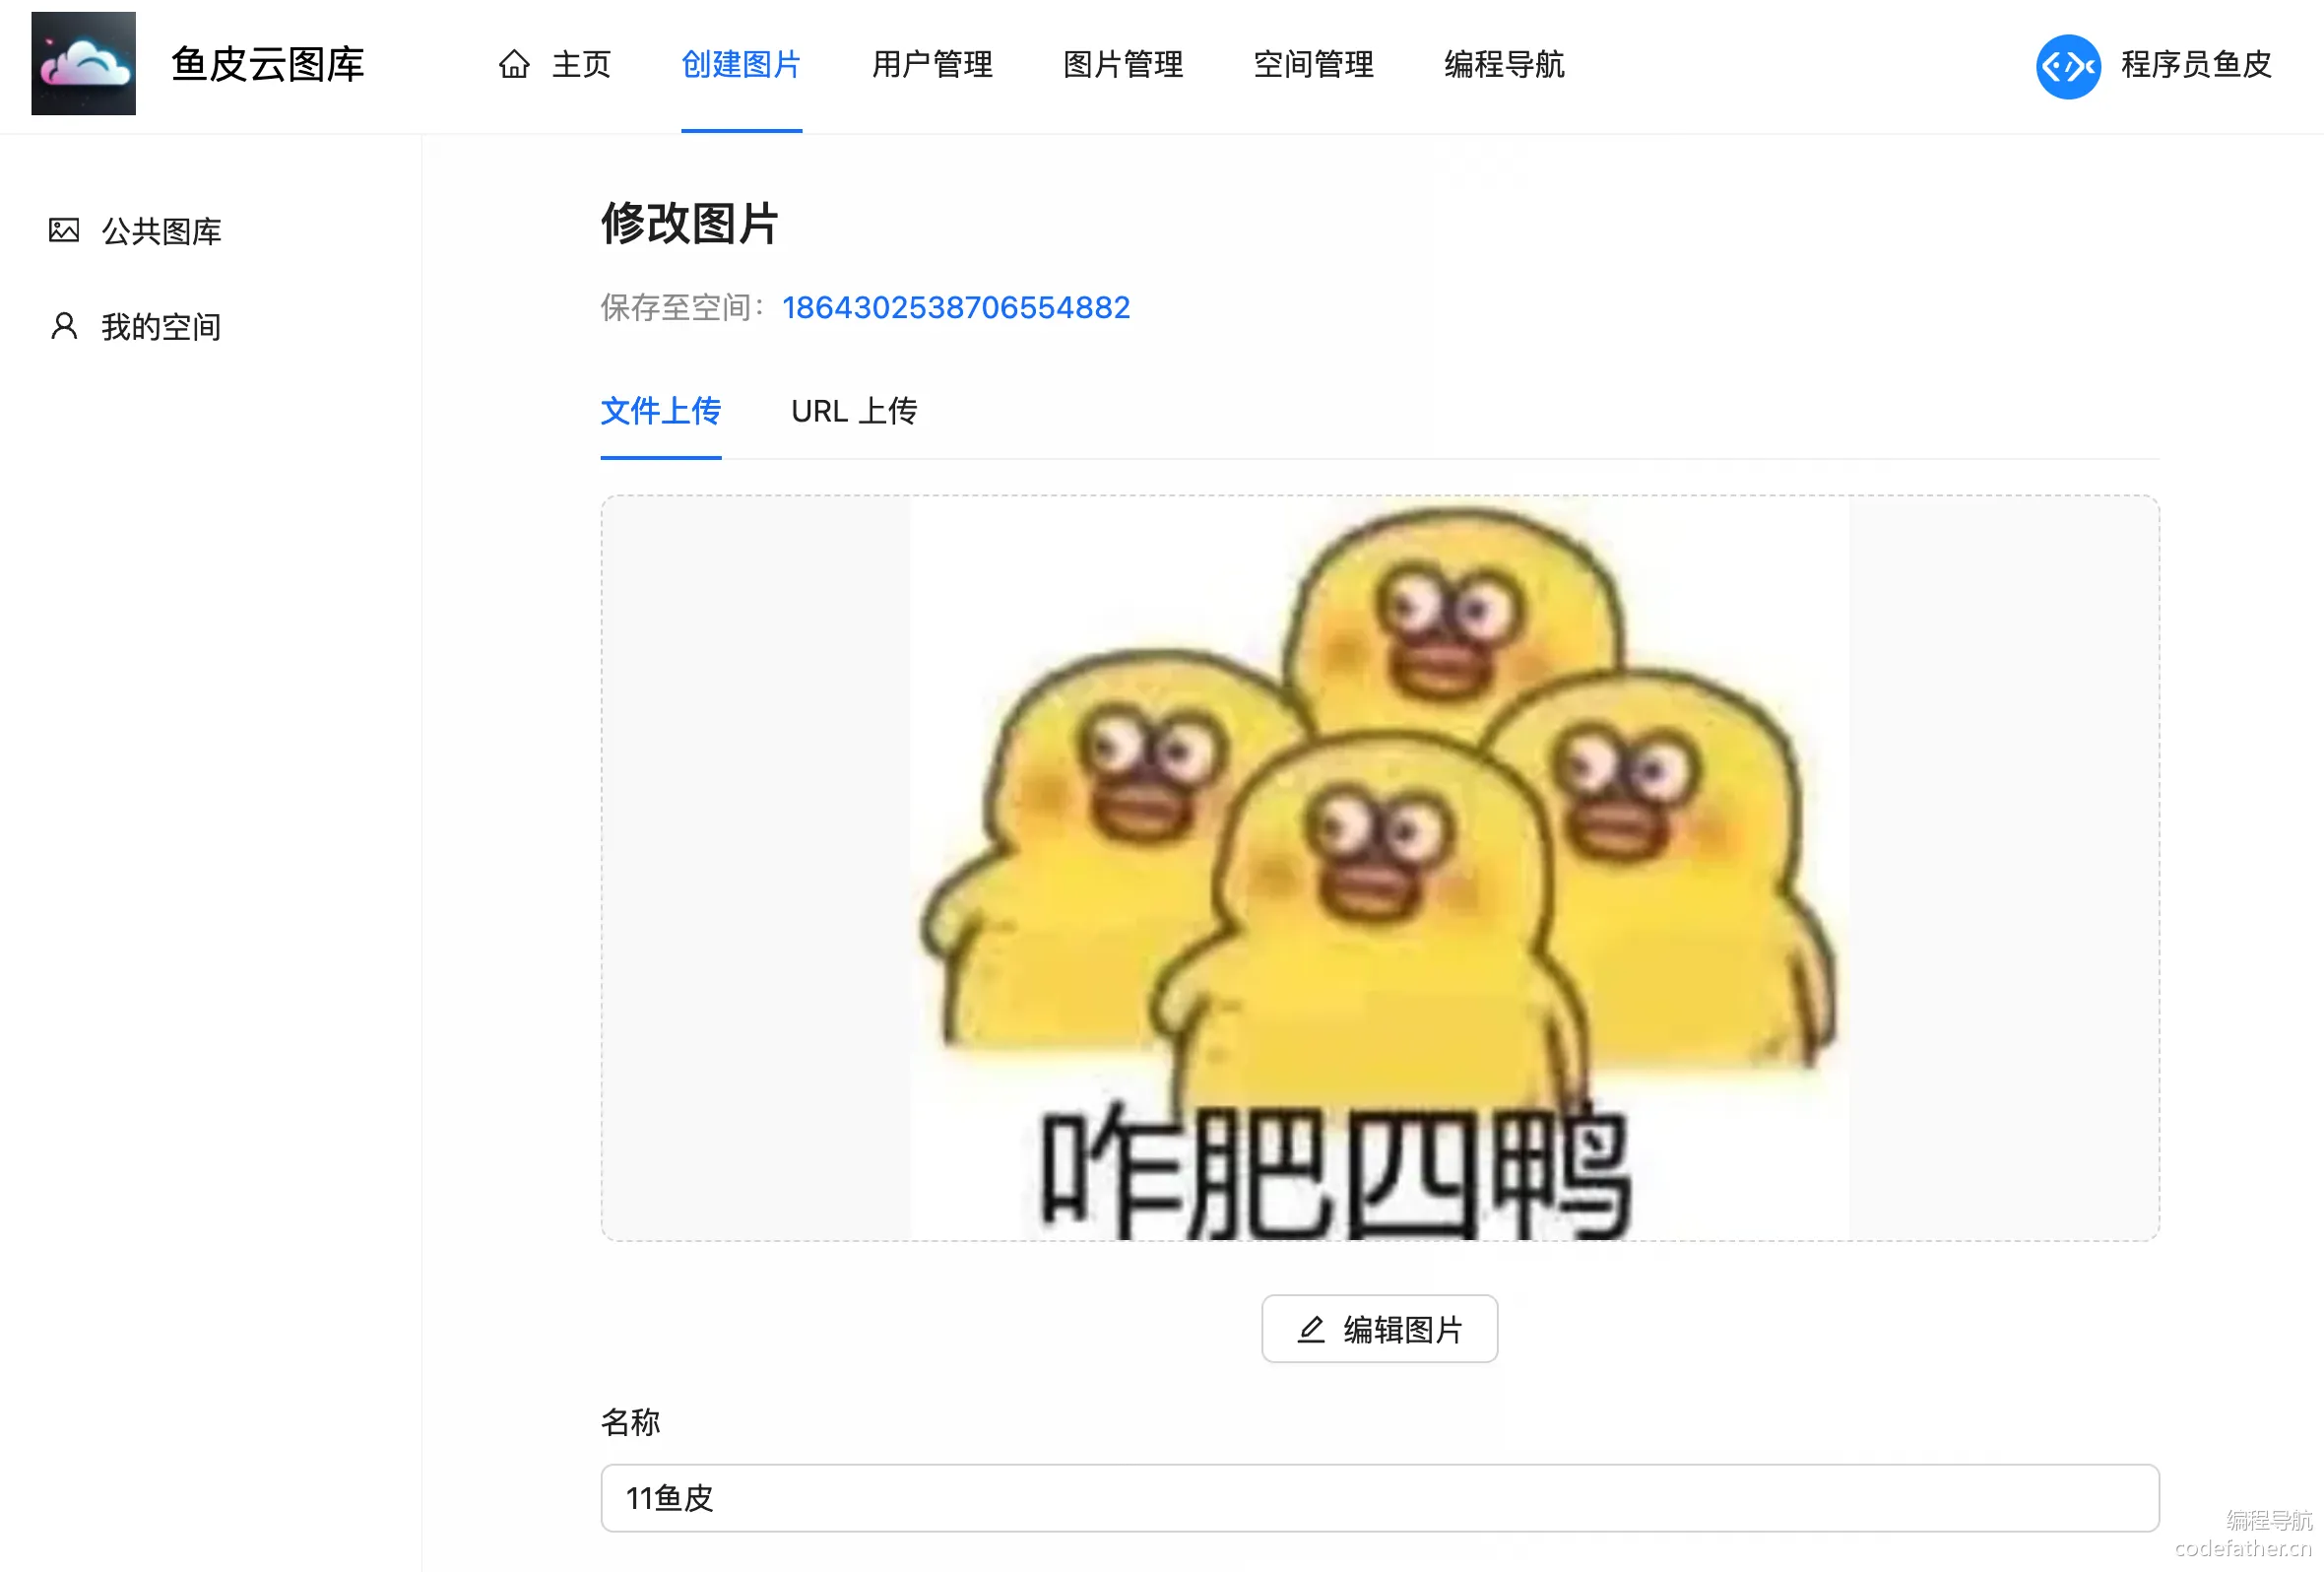 鱼皮云图库
主页 创建图片 用户管理 图片管理 空间管理 编程导航
程序员鱼皮
公共图库
我的空间
修改图片
保存至空间：1864302538706554882
文件上传 URL 上传
咋肥四鸭
编辑图片
名称
11鱼皮
编程导航
codefather.cn